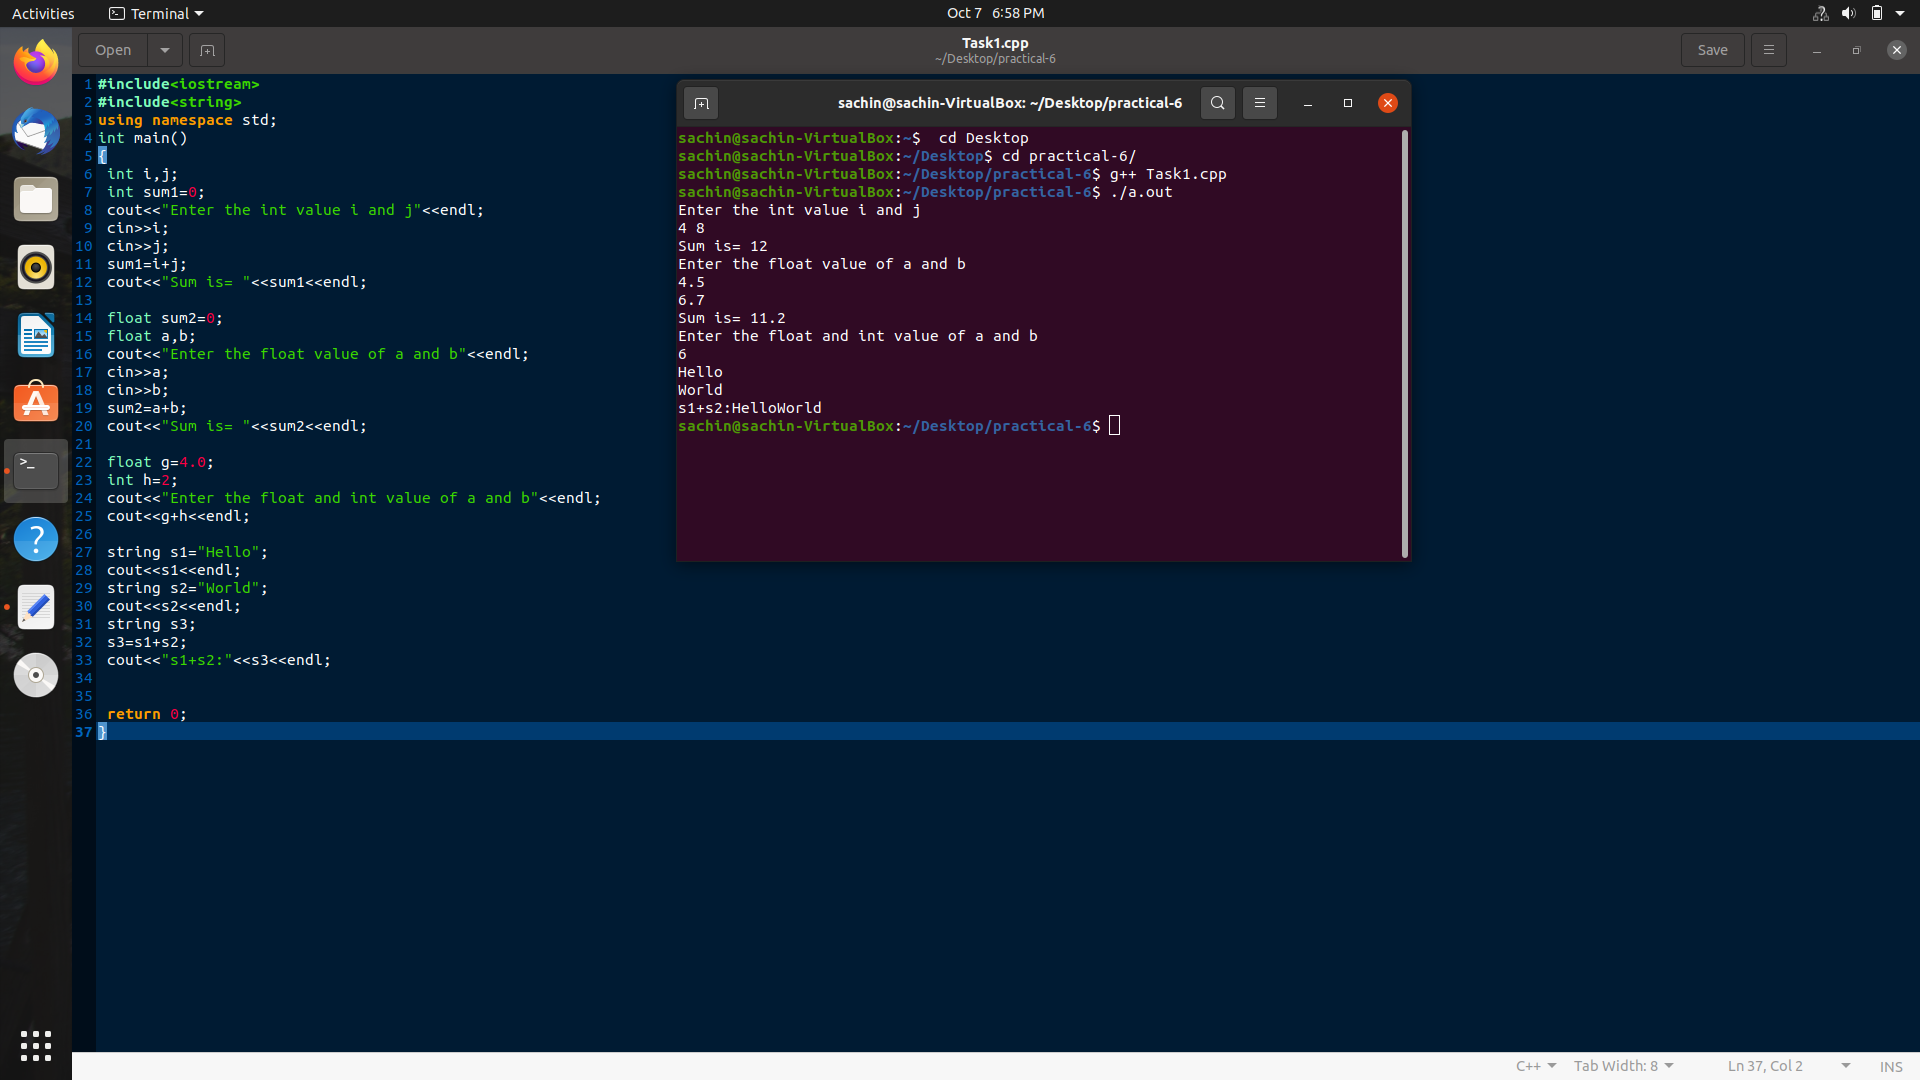 Activities Terminal Oct 7 6:58 PM
Open Task1.cpp Save
~/Desktop/practical-6
1 #include<iostream>
2 #include<string>
3 using namespace std;
4 int main()
5 {
6  int i,j;
7  int sum1=0;
8  cout<<"Enter the int value i and j"<<endl;
9  cin>>i;
10  cin>>j;
11  sum1=i+j;
12  cout<<"Sum is= "<<sum1<<endl;
13
14  float sum2=0;
15  float a,b;
16  cout<<"Enter the float value of a and b"<<endl;
17  cin>>a;
18  cin>>b;
19  sum2=a+b;
20  cout<<"Sum is= "<<sum2<<endl;
21
22  float g=4.0;
23  int h=2;
24  cout<<"Enter the float and int value of a and b"<<endl;
25  cout<<g+h<<endl;
26
27  string s1="Hello";
28  cout<<s1<<endl;
29  string s2="World";
30  cout<<s2<<endl;
31  string s3;
32  s3=s1+s2;
33  cout<<"s1+s2:"<<s3<<endl;
34
35
36  return 0;
37 }
sachin@sachin-VirtualBox: ~/Desktop/practical-6
sachin@sachin-VirtualBox:~$  cd Desktop
sachin@sachin-VirtualBox:~/Desktop$ cd practical-6/
sachin@sachin-VirtualBox:~/Desktop/practical-6$ g++ Task1.cpp
sachin@sachin-VirtualBox:~/Desktop/practical-6$ ./a.out
Enter the int value i and j
4 8
Sum is= 12
Enter the float value of a and b
4.5
6.7
Sum is= 11.2
Enter the float and int value of a and b
6
Hello
World
s1+s2:HelloWorld
sachin@sachin-VirtualBox:~/Desktop/practical-6$
C++ Tab Width: 8 Ln 37, Col 2 INS